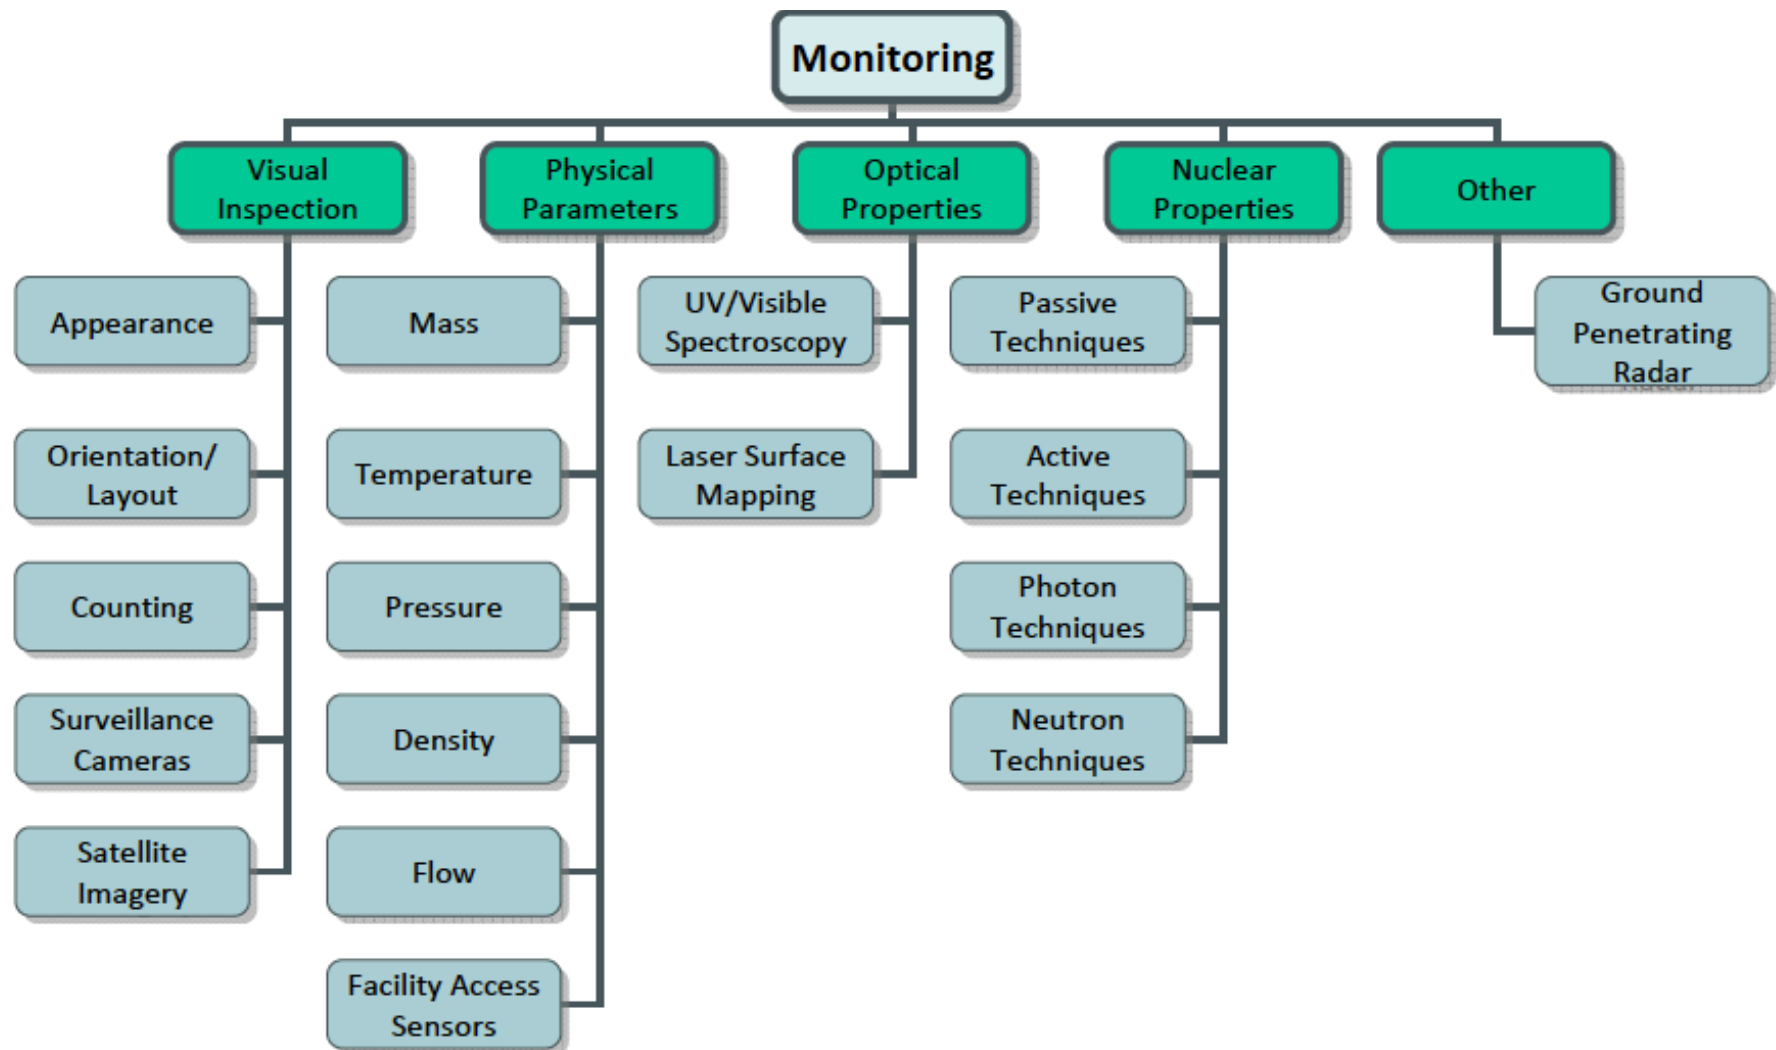 Monitoring
Visual
Inspection
Physical
Parameters
Optical
Properties
Nuclear
Properties
Other
Appearance
Orientation/
Layout
Counting
Surveillance
Cameras
Satellite
Imagery
Mass
Temperature
Pressure
Density
Flow
Facility Access
Sensors
UV/Visible
Spectroscopy
Laser Surface
Mapping
Passive
Techniques
Active
Techniques
Photon
Techniques
Neutron
Techniques
Ground
Penetrating
Radar